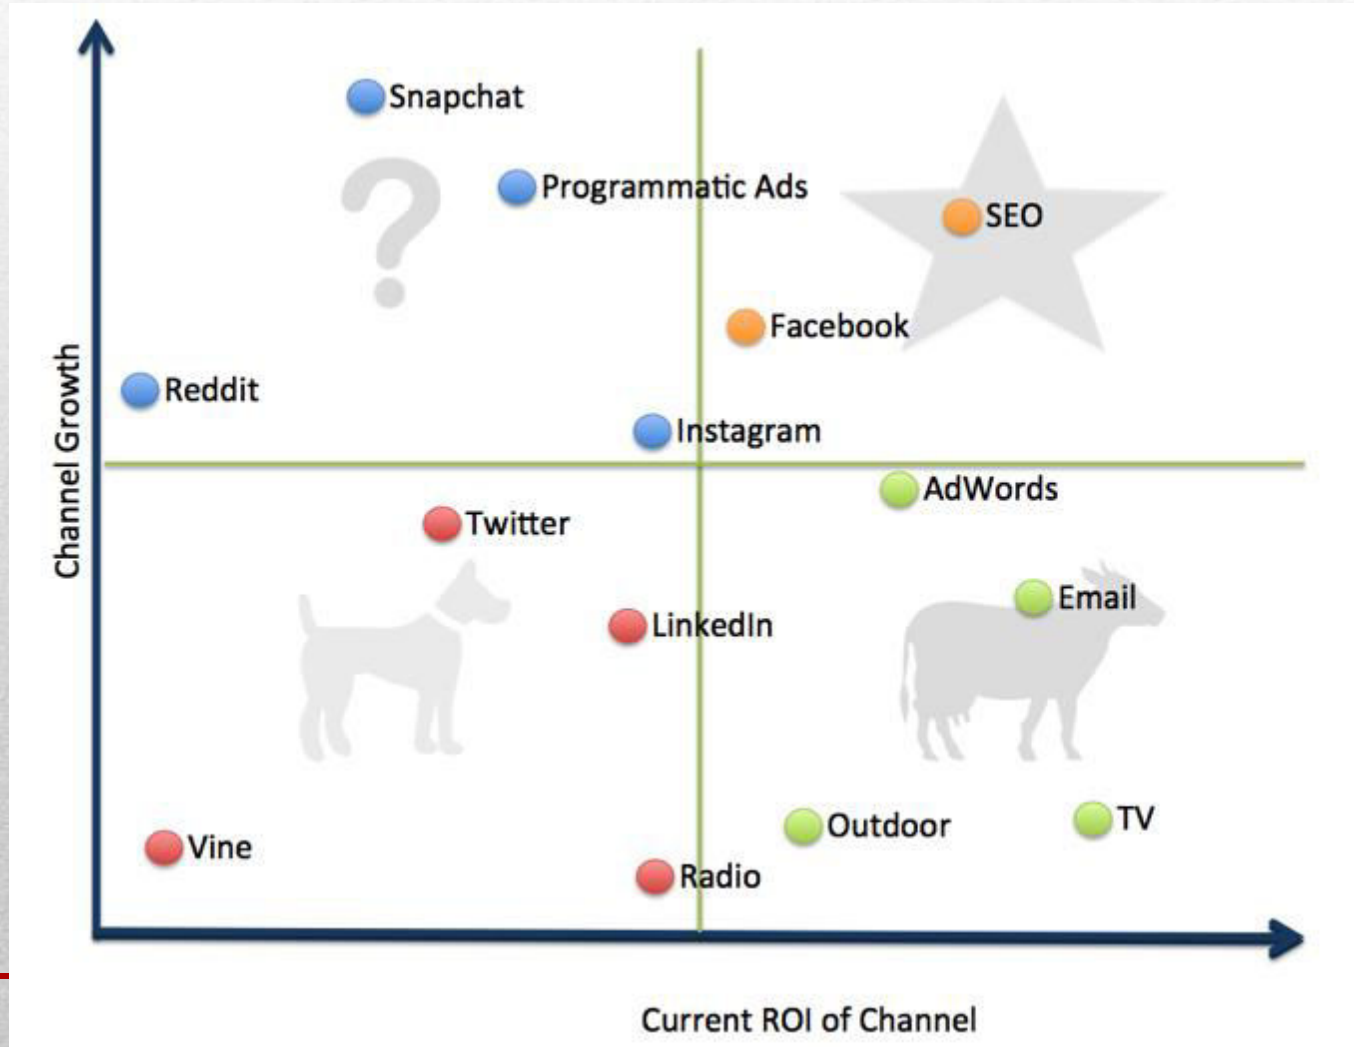 Snapchat
Programmatic Ads
SEO
Facebook
Reddit
Instagram
Channel Growth
AdWords
Twitter
Email
LinkedIn
TV
Outdoor
Vine
Radio
Current ROI of Channel
?